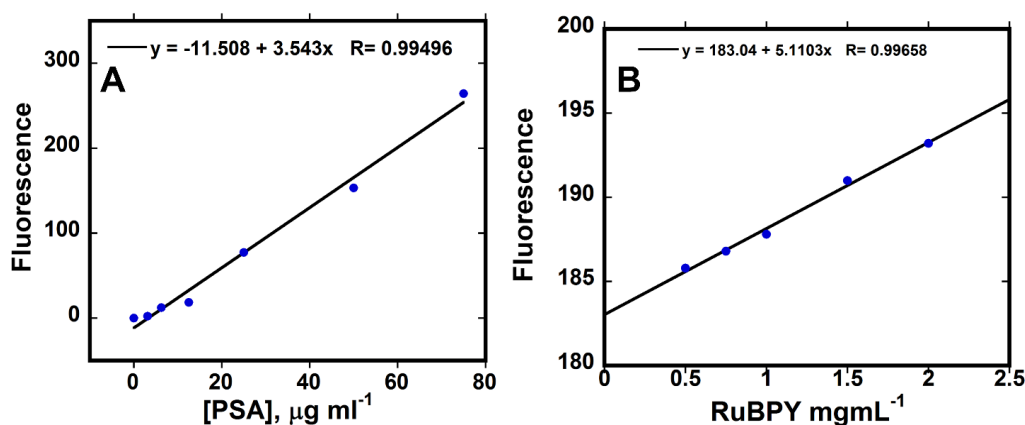 y = -11.508 + 3.543x R= 0.99496
A
300
200
100
0
Fluorescence
0 20 40 60 80
[PSA], μg ml⁻¹
200
y = 183.04 + 5.1103x R= 0.99658
B
195
190
185
180
Fluorescence
0 0.5 1 1.5 2 2.5
RuBPY mgmL⁻¹